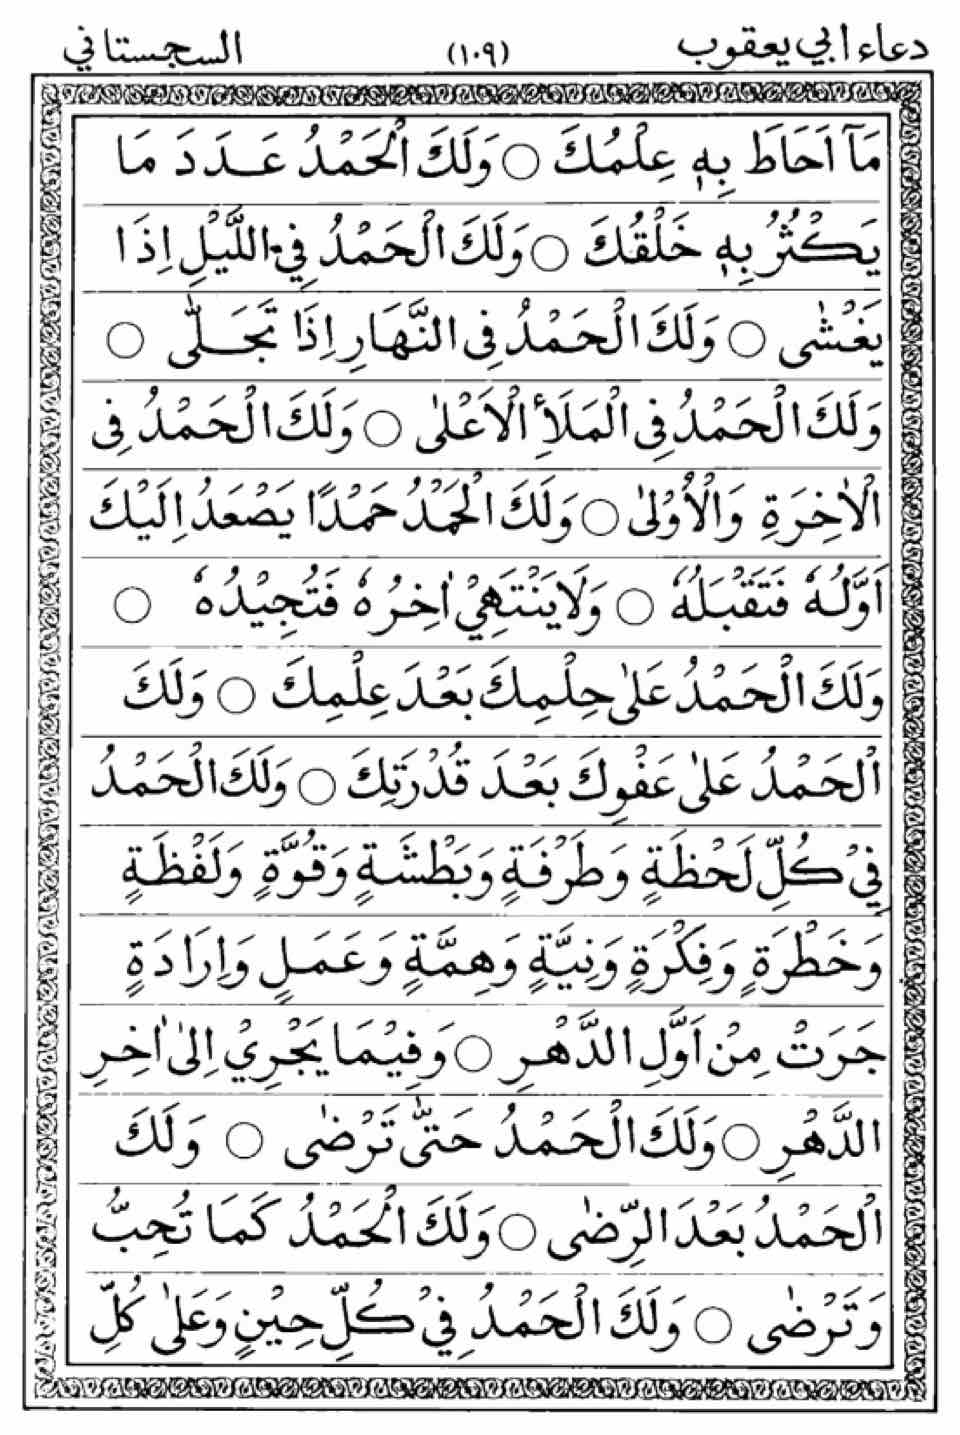 دعاء ابي يعقوب (١٠٩) السجستاني
مَآ اَحَاطَ بِهٖ عِلْمُكَ ○ وَلَكَ الْحَمْدُ عَدَدَ مَا
يَكْثُرُ بِهٖ خَلْقُكَ ○ وَلَكَ الْحَمْدُ فِي اللَّيْلِ اِذَا
يَغْشٰى ○ وَلَكَ الْحَمْدُ فِى النَّهَارِ اِذَا تَجَلّٰى ○
وَلَكَ الْحَمْدُ فِى الْمَلَأِ الْاَعْلٰى ○ وَلَكَ الْحَمْدُ فِى
الْاٰخِرَةِ وَالْاُوْلٰى ○ وَلَكَ الْحَمْدُ حَمْدًا يَصْعَدُ اِلَيْكَ
اَوَّلُهٗ فَتَقْبَلُهٗ ○ وَلَايَنْتَهِيْ اٰخِرُهٗ فَتُحِيْدُهٗ ○
وَلَكَ الْحَمْدُ عَلٰى حِلْمِكَ بَعْدَ عِلْمِكَ ○ وَلَكَ
الْحَمْدُ عَلٰى عَفْوِكَ بَعْدَ قُدْرَتِكَ ○ وَلَكَ الْحَمْدُ
فِيْ كُلِّ لَحْظَةٍ وَطَرْفَةٍ وَبَطْشَةٍ وَقُوَّةٍ وَلَفْظَةٍ
وَخَطْرَةٍ وَفِكْرَةٍ وَنِيَّةٍ وَهِمَّةٍ وَعَمَلٍ وَاِرَادَةٍ
جَرَتْ مِنْ اَوَّلِ الدَّهْرِ ○ وَفِيْمَا يَجْرِيْ اِلٰى اٰخِرِ
الدَّهْرِ ○ وَلَكَ الْحَمْدُ حَتّٰى تَرْضٰى ○ وَلَكَ
الْحَمْدُ بَعْدَ الرِّضٰى ○ وَلَكَ الْحَمْدُ كَمَا تُحِبُّ
وَتَرْضٰى ○ وَلَكَ الْحَمْدُ فِيْ كُلِّ حِيْنٍ وَعَلٰى كُلِّ